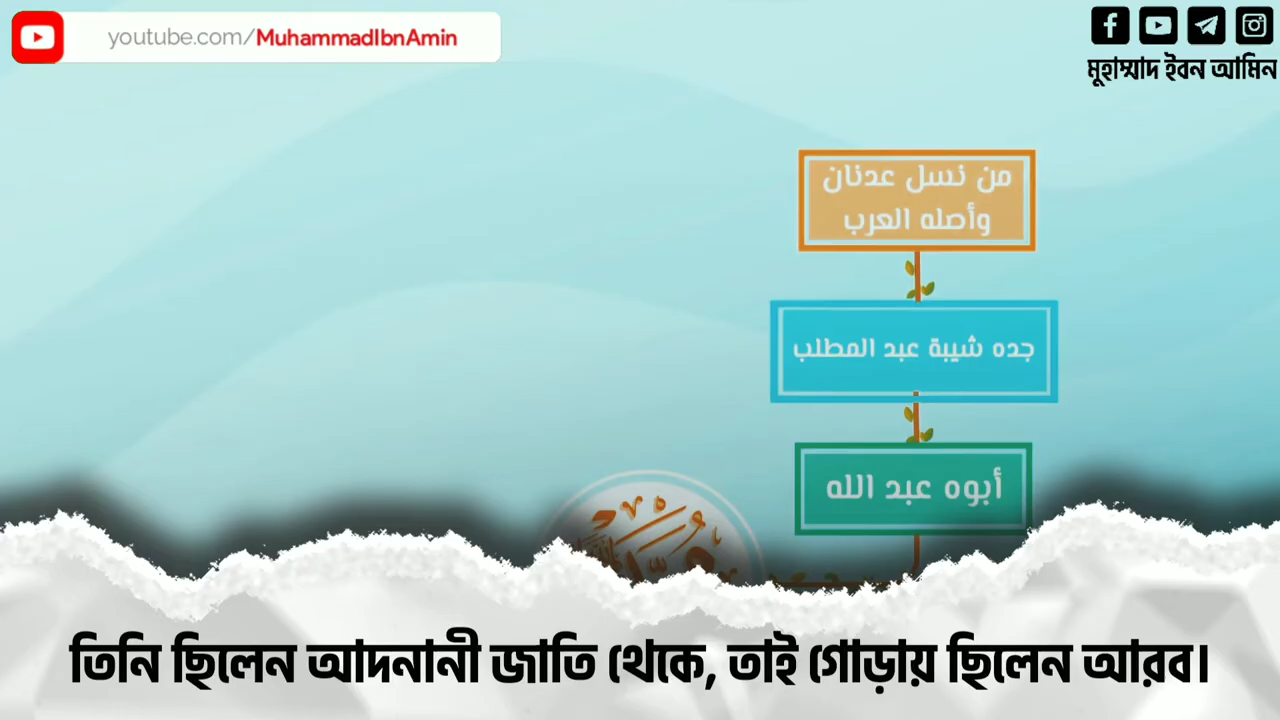 youtube.com/MuhammadIbnAmin
মুহাম্মাদ ইবন আমিন
من نسل عدنان
وأصله العرب
جده شيبة عبد المطلب
أبوه عبد الله
তিনি ছিলেন আদনানী জাতি থেকে, তাই গোড়ায় ছিলেন আরব।